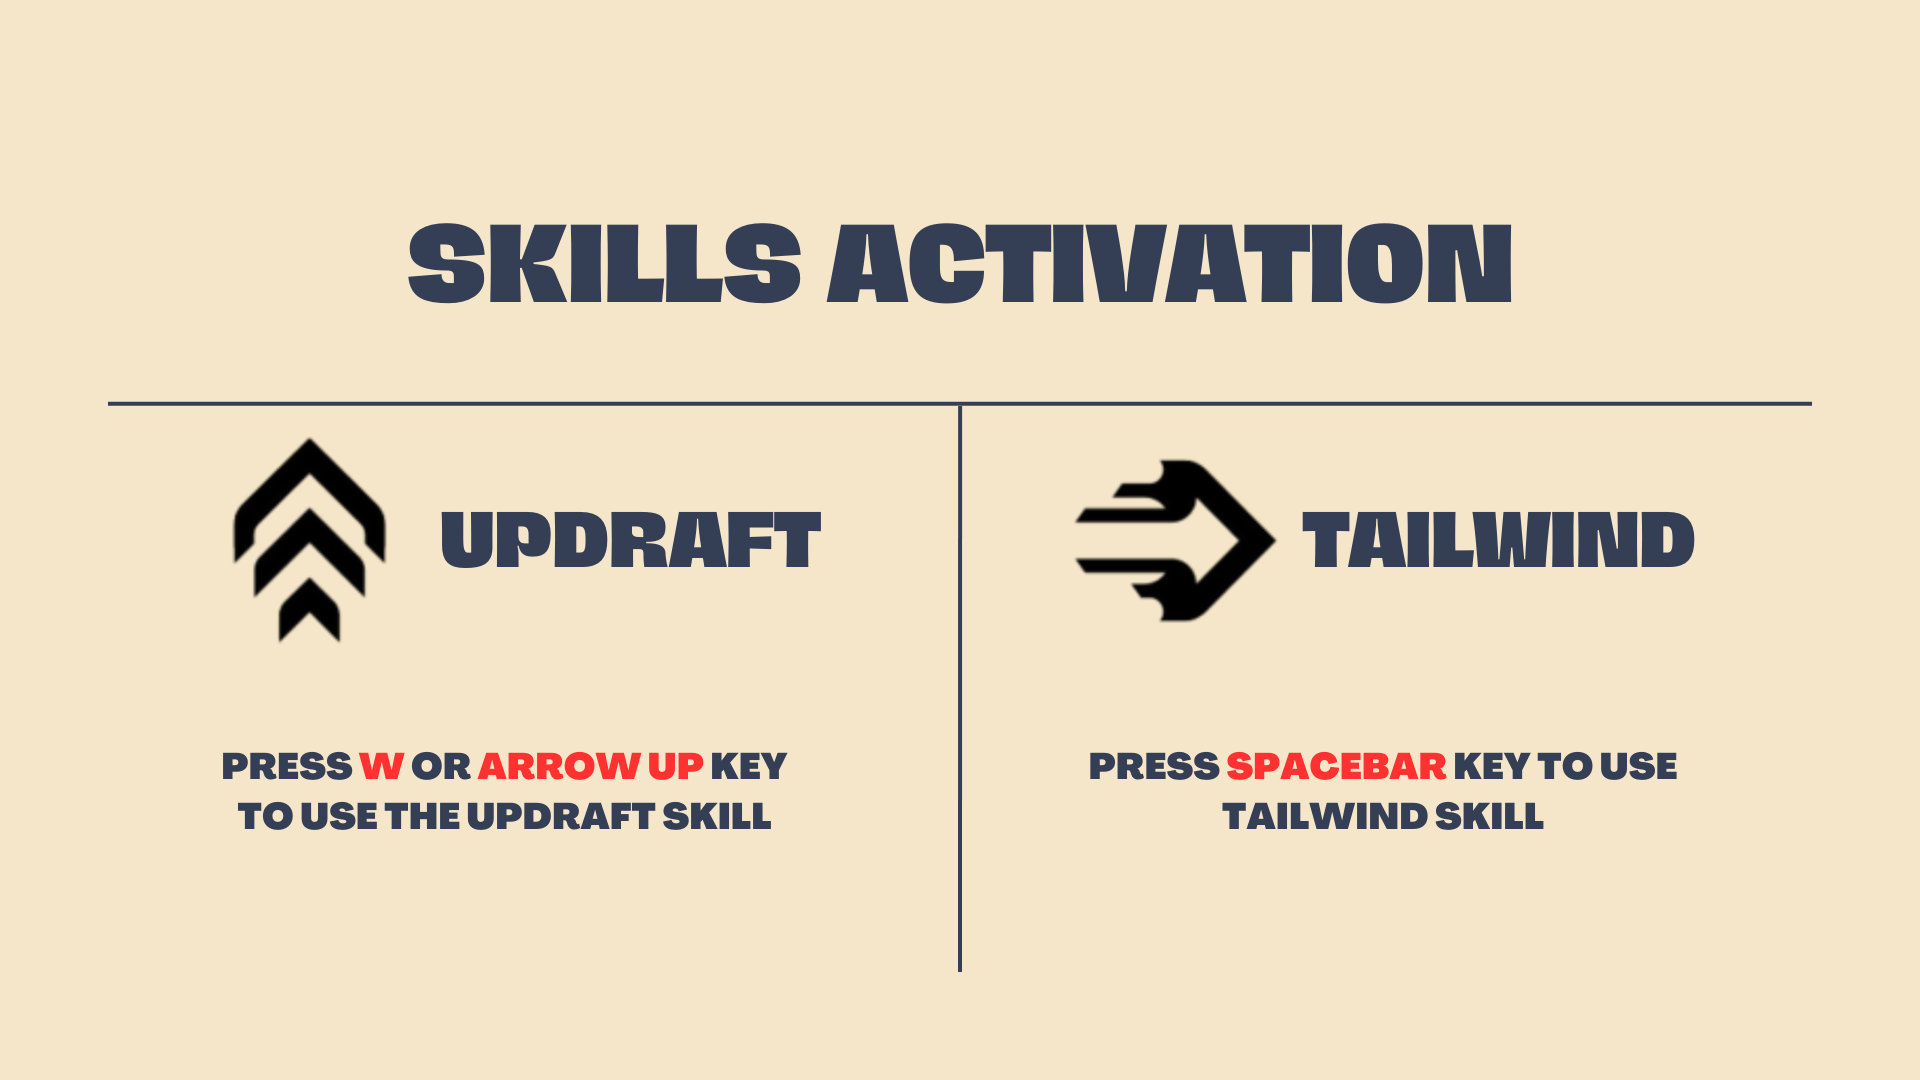 SKILLS ACTIVATION
UPDRAFT
PRESS W OR ARROW UP KEY
TO USE THE UPDRAFT SKILL
TAILWIND
PRESS SPACEBAR KEY TO USE
TAILWIND SKILL